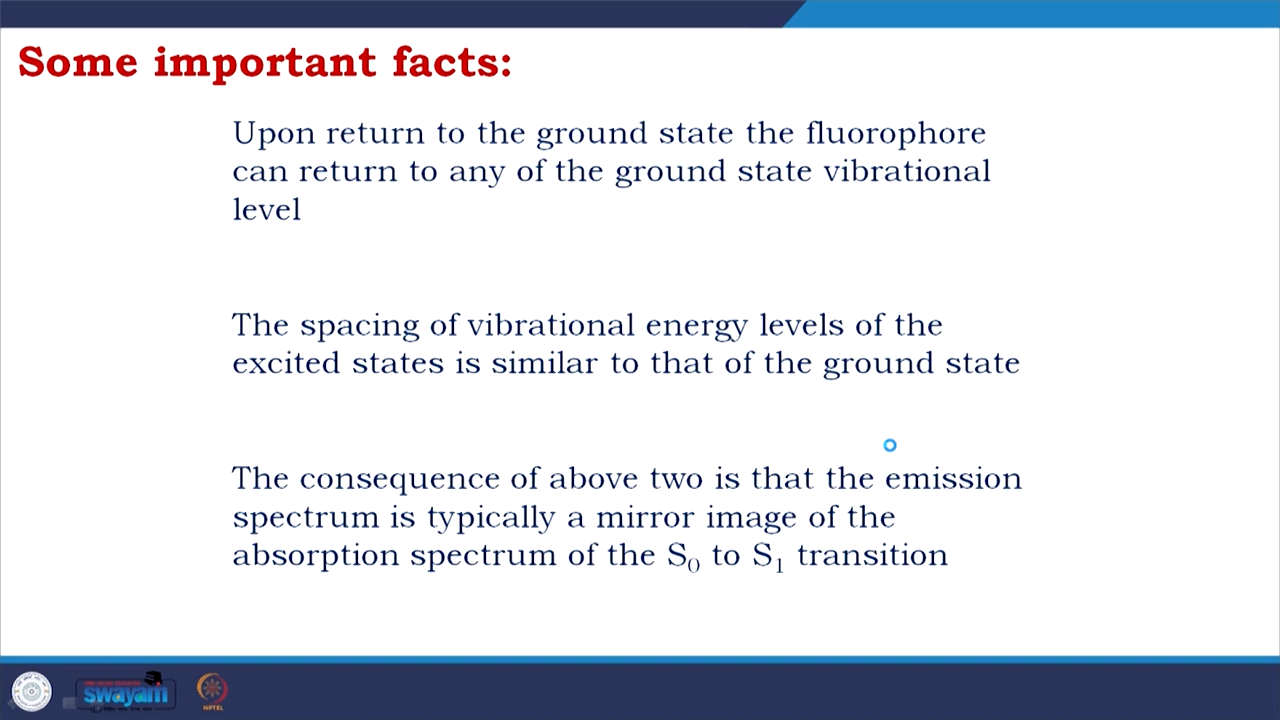 Some important facts:
Upon return to the ground state the fluorophore
can return to any of the ground state vibrational
level
The spacing of vibrational energy levels of the
excited states is similar to that of the ground state
The consequence of above two is that the emission
spectrum is typically a mirror image of the
absorption spectrum of the S₀ to S₁ transition
swayam
NPTEL